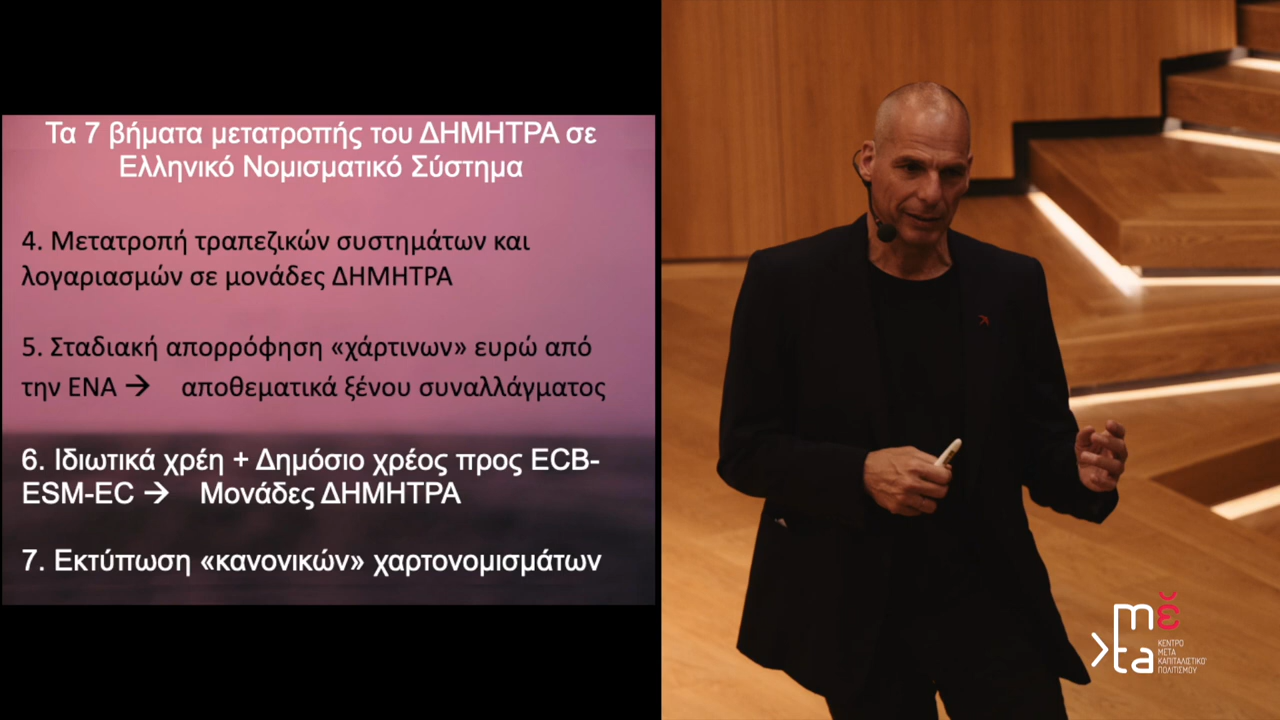 Τα 7 βήματα μετατροπής του ΔΗΜΗΤΡΑ σε
Ελληνικό Νομισματικό Σύστημα
4. Μετατροπή τραπεζικών συστημάτων και
λογαριασμών σε μονάδες ΔΗΜΗΤΡΑ
5. Σταδιακή απορρόφηση «χάρτινων» ευρώ από
την ΕΝΑ → αποθεματικά ξένου συναλλάγματος
6. Ιδιωτικά χρέη + Δημόσιο χρέος προς ECB-
ESM-EC → Μονάδες ΔΗΜΗΤΡΑ
7. Εκτύπωση «κανονικών» χαρτονομισμάτων
mέ
ta
ΚΕΝΤΡΟ
ΜΕΤΑ
ΚΑΠΙΤΑΛΙΣΤΙΚΟΥ
ΠΟΛΙΤΙΣΜΟΥ